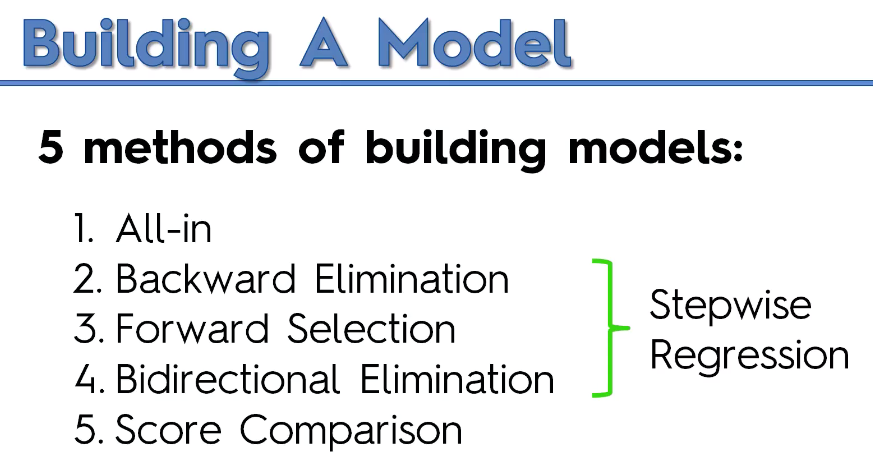 Building A Model
5 methods of building models:
1. All-in
2. Backward Elimination
3. Forward Selection
4. Bidirectional Elimination
5. Score Comparison
Stepwise
Regression